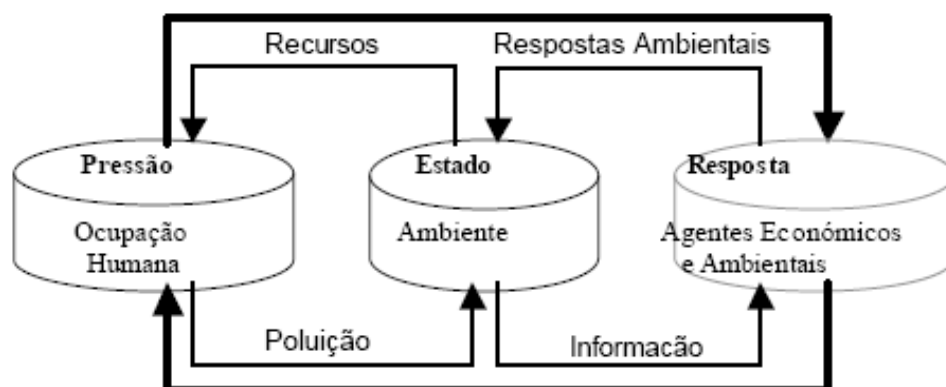 Recursos
Respostas Ambientais
Pressão
Estado
Resposta
Ocupação
Humana
Ambiente
Agentes Económicos
e Ambientais
Poluição
Informacão